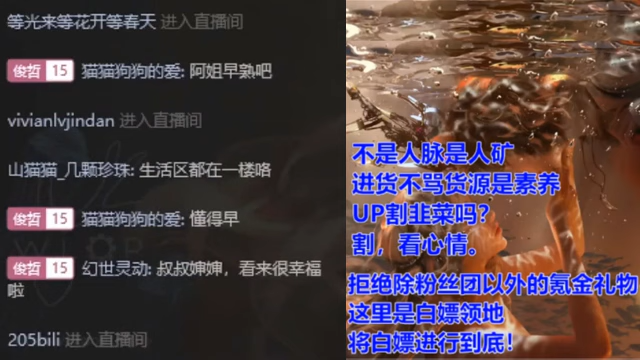 等光来等花开等春天 进入直播间
俊哲 15 猫猫狗狗的爱: 阿姐早熟吧
vivianlvjindan 进入直播间
山猫猫_几颗珍珠: 生活区都在一楼咯
俊哲 15 猫猫狗狗的爱: 懂得早
俊哲 15 幻世灵动: 叔叔婶婶，看来很幸福
啦
205bili 进入直播间
不是人脉是人矿
进货不骂货源是素养
UP割韭菜吗？
割，看心情。
拒绝除粉丝团以外的氪金礼物
这里是白嫖领地
将白嫖进行到底！